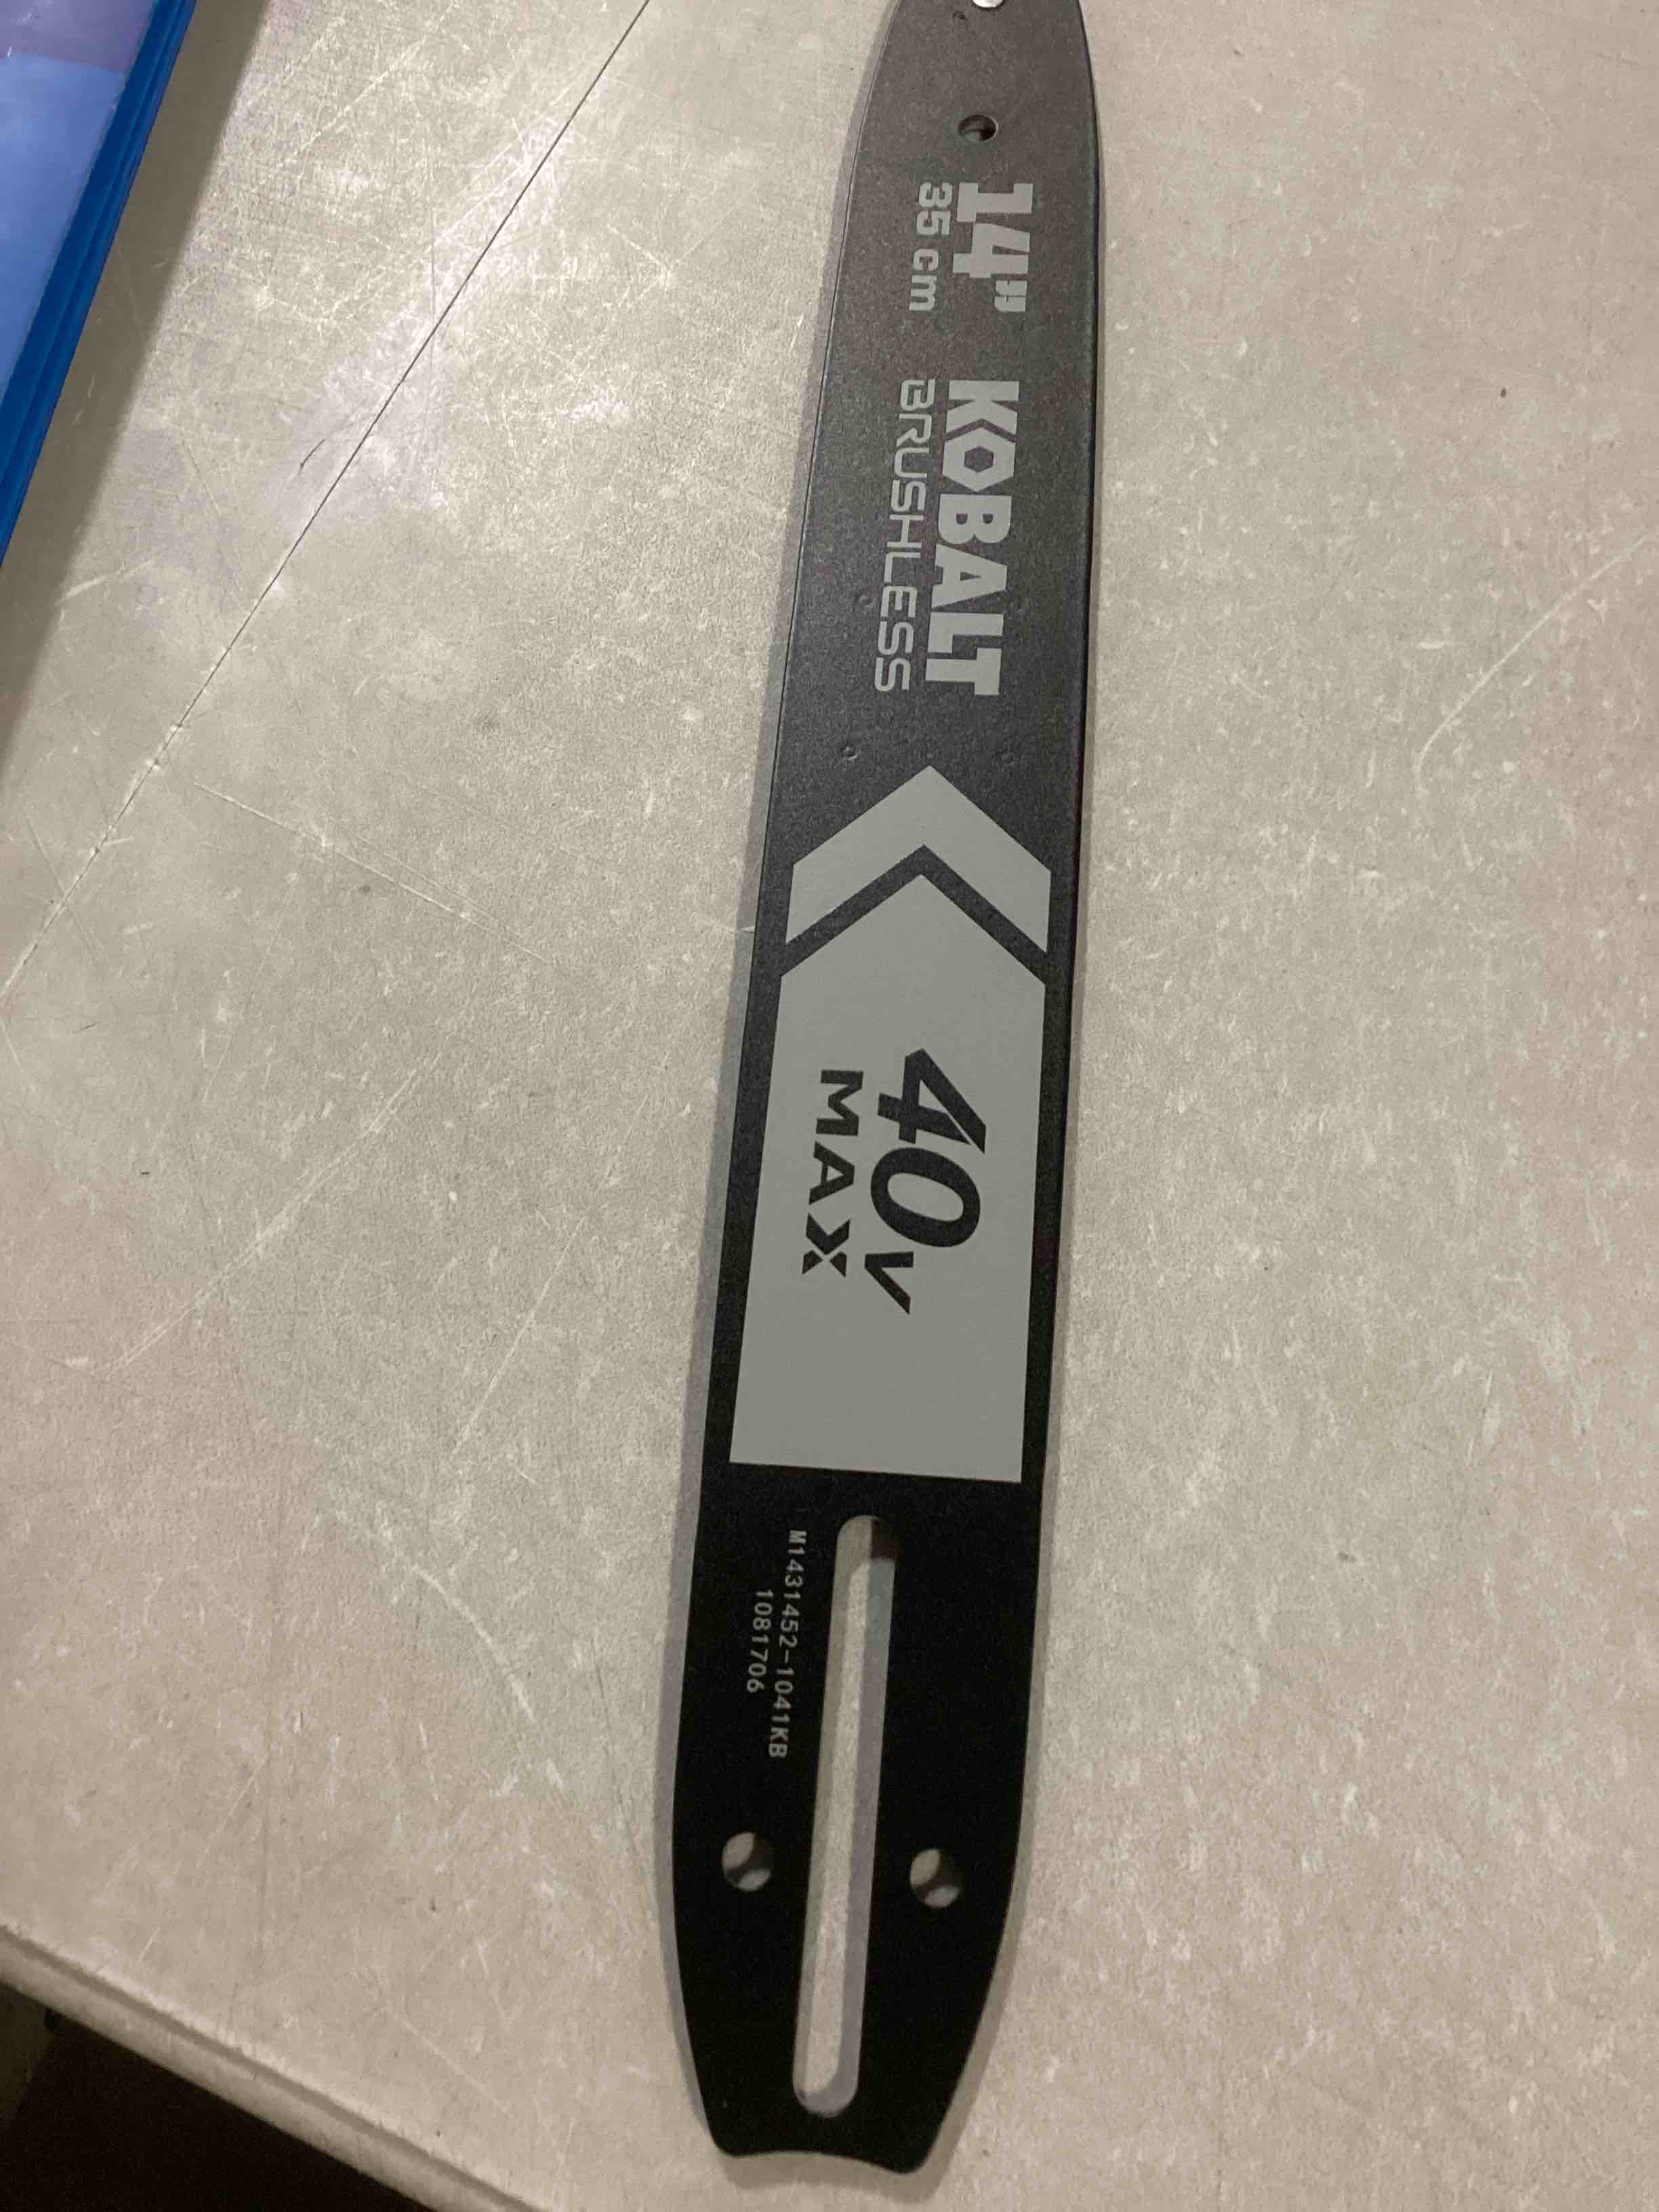 14"
35 cm
KOBALT
BRUSHLESS
40V
MAX
M1431452-1041KB
1081706